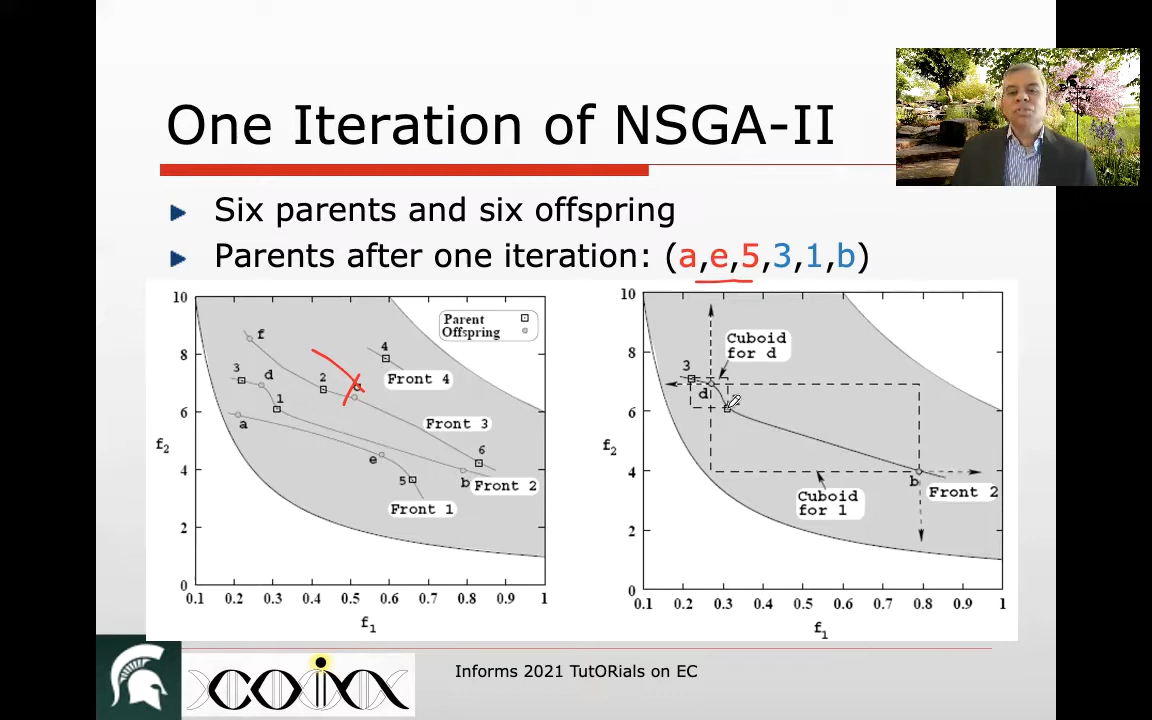 One Iteration of NSGA-II
Six parents and six offspring
Parents after one iteration: (a,e,5,3,1,b)
10
8
6
4
2
0
f2
0.1 0.2 0.3 0.4 0.5 0.6 0.7 0.8 0.9 1
f1
Parent
Offspring
f
3
d
1
2
4
Front 4
Front 3
a
e
5
6
b
Front 2
Front 1
10
8
6
4
2
0
f2
0.1 0.2 0.3 0.4 0.5 0.6 0.7 0.8 0.9 1
f1
Cuboid
for d
3
d
b
Front 2
Cuboid
for l
coin
Informs 2021 TutORials on EC